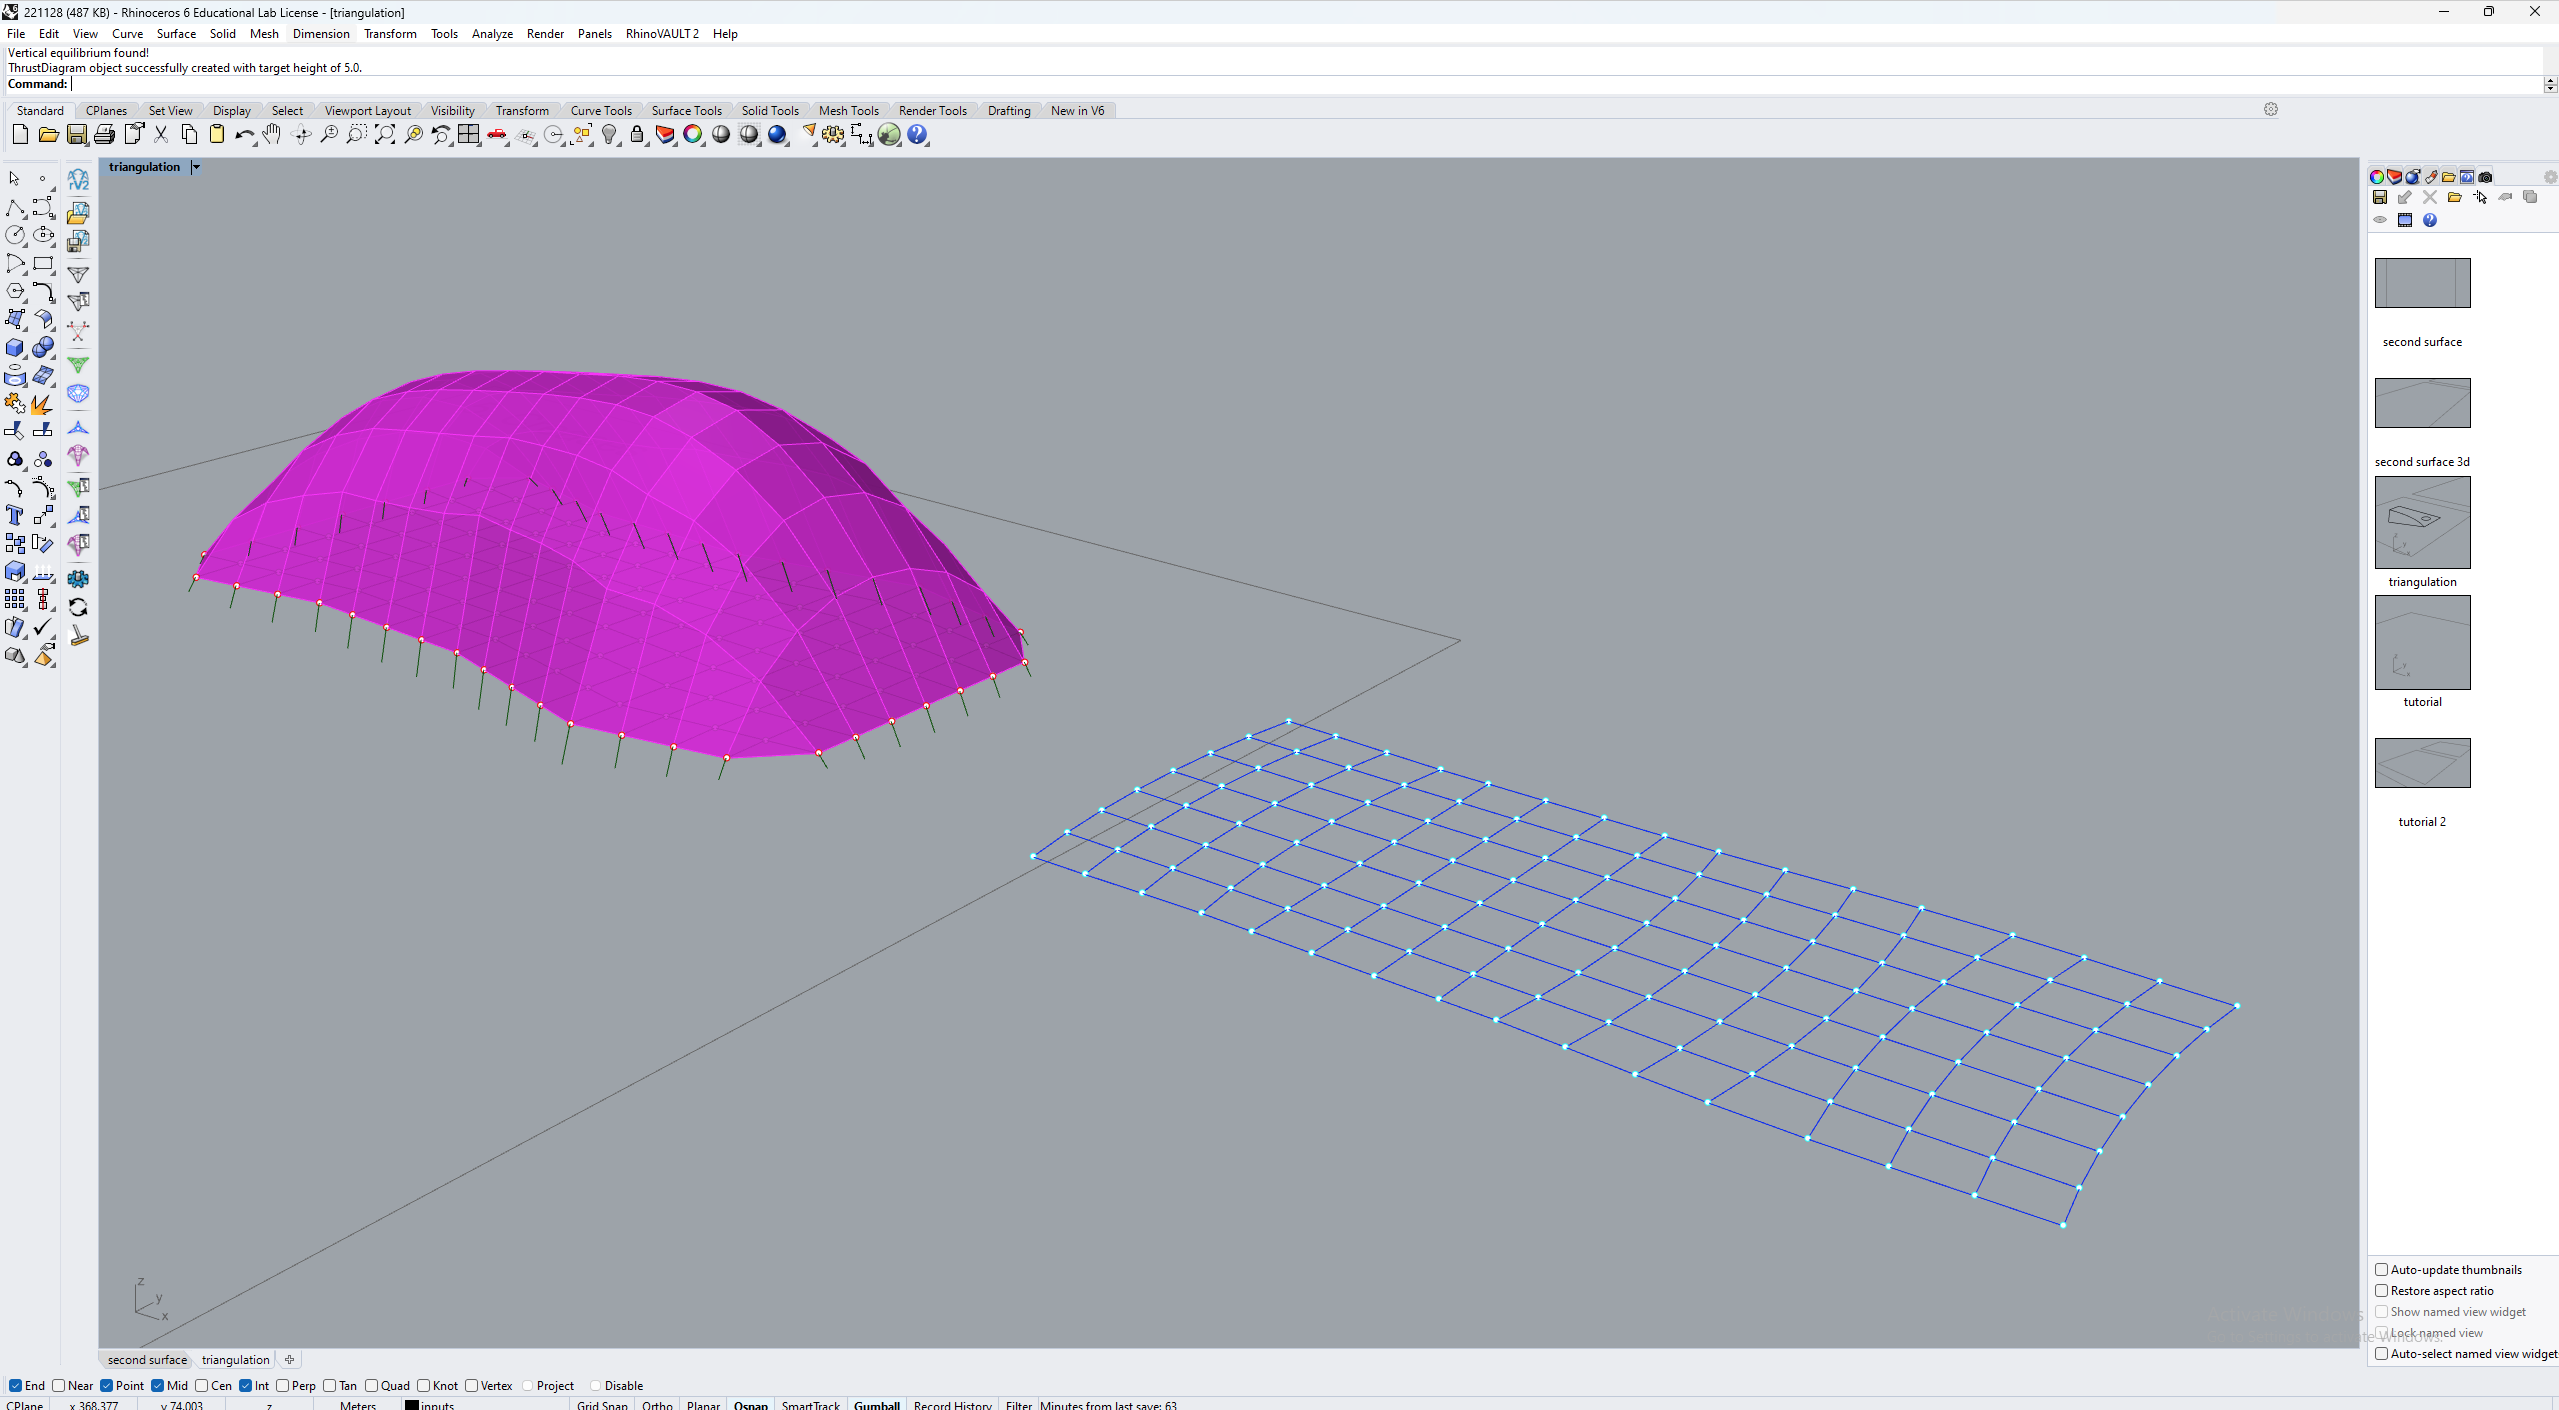 221128 (487 KB) - Rhinoceros 6 Educational Lab License - [triangulation]
File Edit View Curve Surface Solid Mesh Dimension Transform Tools Analyze Render Panels RhinoVAULT 2 Help
Vertical equilibrium found!
ThrustDiagram object successfully created with target height of 5.0.
Command:
Standard CPlanes Set View Display Select Viewport Layout Visibility Transform Curve Tools Surface Tools Solid Tools Mesh Tools Render Tools Drafting New in V6
triangulation
rV2
second surface
second surface 3d
triangulation
tutorial
tutorial 2
z
y
x
Auto-update thumbnails
Restore aspect ratio
Show named view widget
Lock named view
Auto-select named view widget
Activate Windows
second surface triangulation
End Near Point Mid Cen Int Perp Tan Quad Knot Vertex Project Disable
CPlane x 368.377 y 74.003 z Meters inputs Grid Snap Ortho Planar Osnap SmartTrack Gumball Record History Filter Minutes from last save: 63